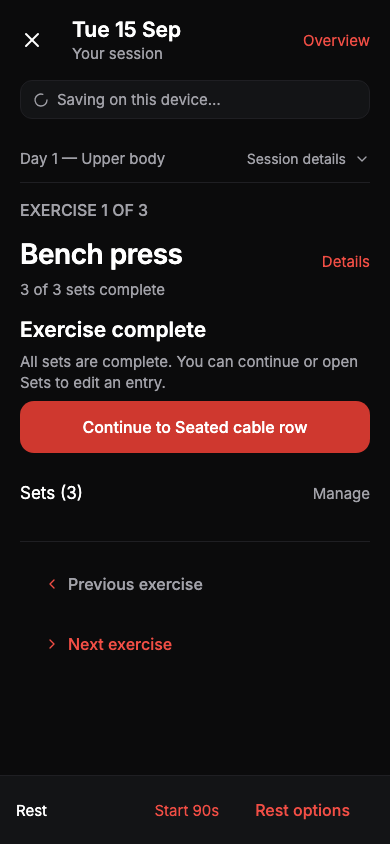 Tue 15 Sep
Your session
Overview
Saving on this device...
Day 1 — Upper body
Session details
EXERCISE 1 OF 3
Bench press
Details
3 of 3 sets complete
Exercise complete
All sets are complete. You can continue or open
Sets to edit an entry.
Continue to Seated cable row
Sets (3)
Manage
Previous exercise
Next exercise
Rest
Start 90s
Rest options